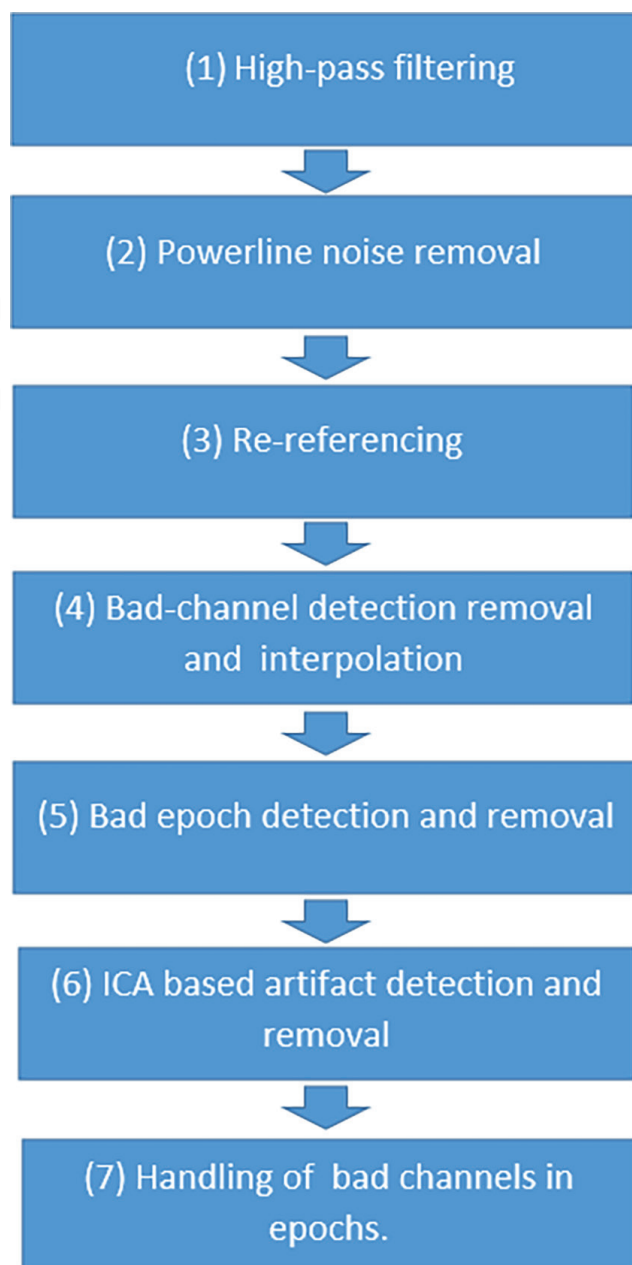 (1) High-pass filtering
(2) Powerline noise removal
(3) Re-referencing
(4) Bad-channel detection removal
and  interpolation
(5) Bad epoch detection and removal
(6) ICA based artifact detection and
removal
(7) Handling of  bad channels in
epochs.